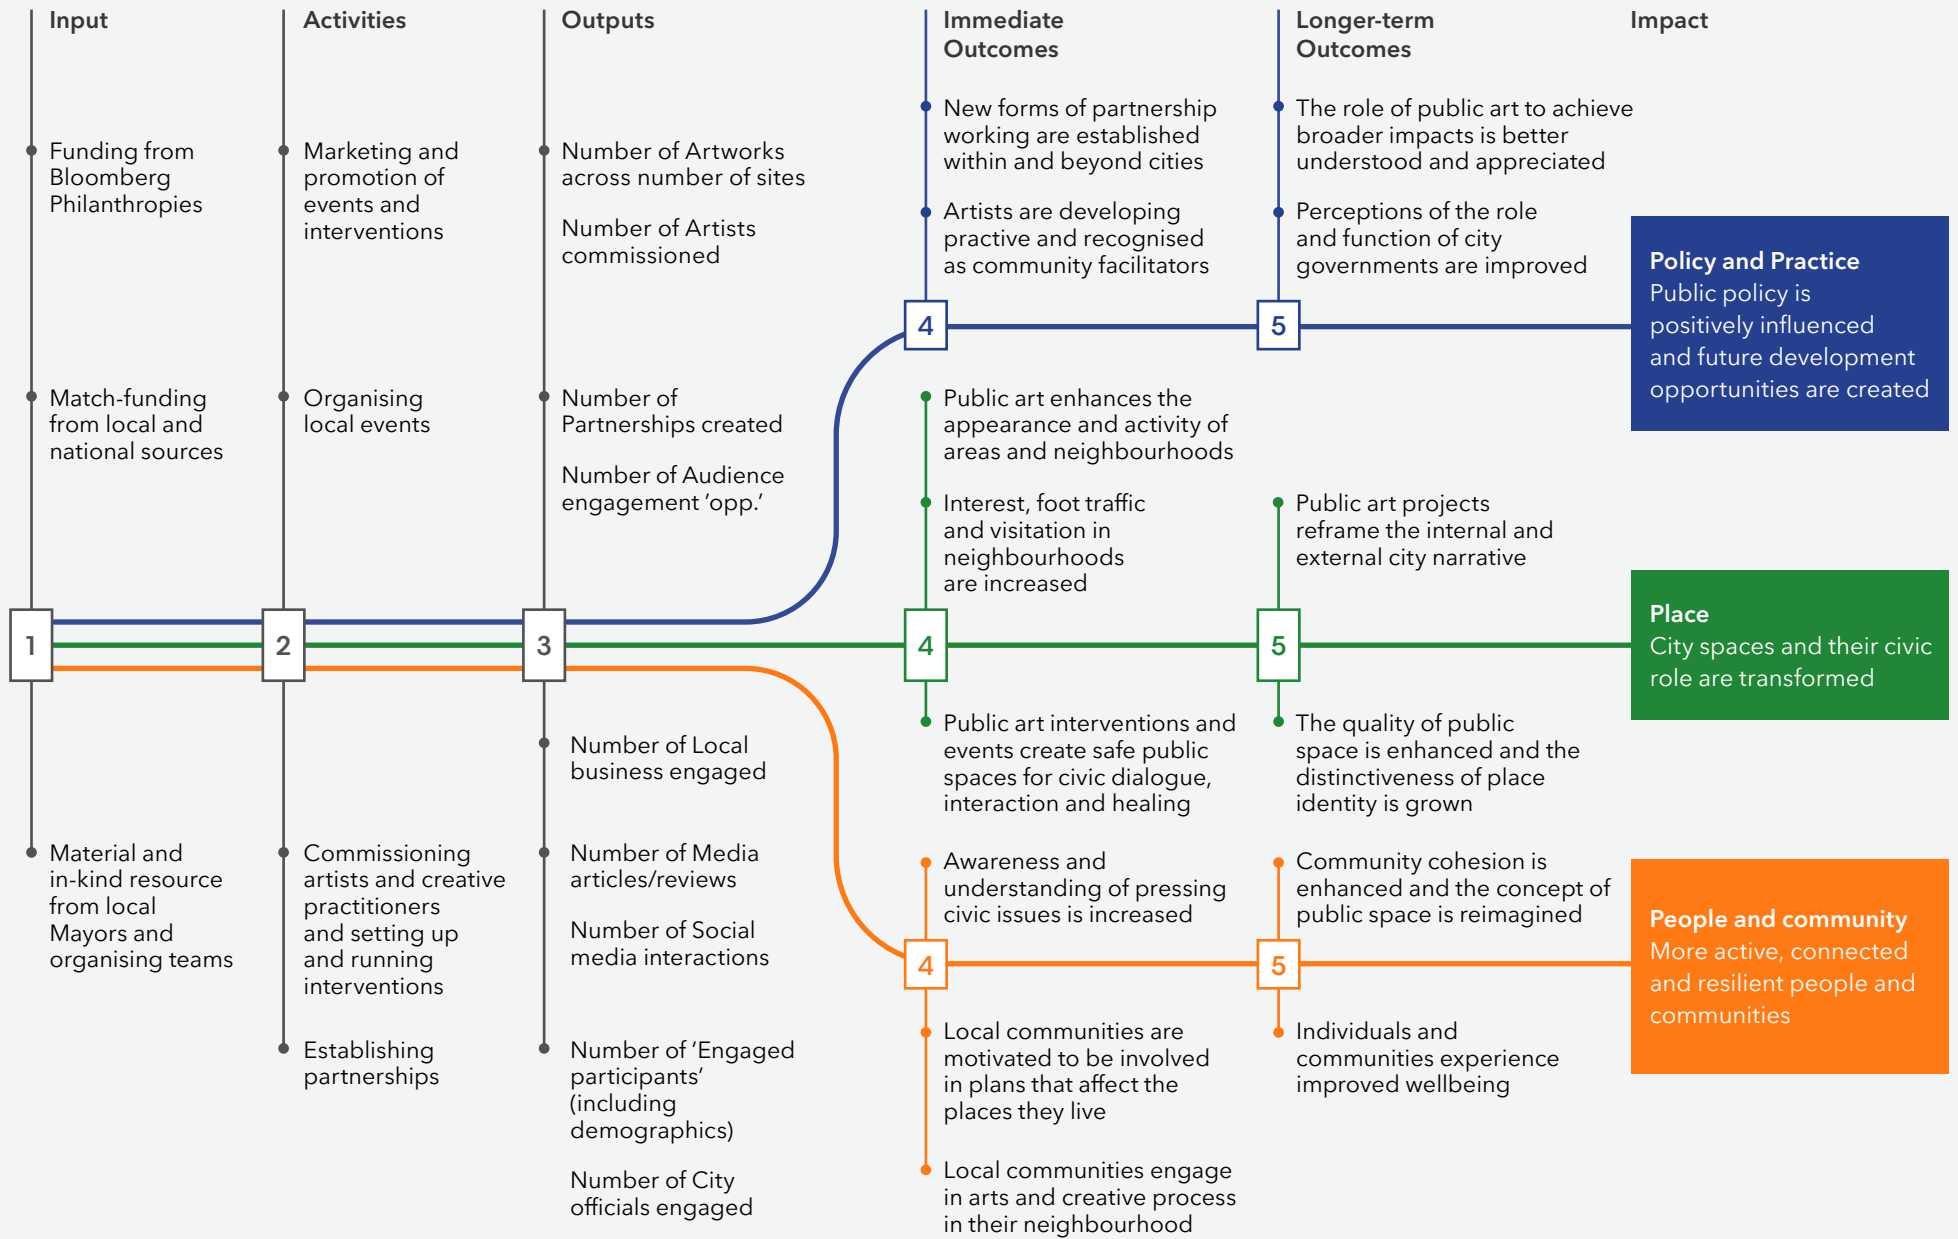 Input
Activities
Outputs
Immediate
Outcomes
Longer-term
Outcomes
Impact
Funding from
Bloomberg
Philanthropies
Match-funding
from local and
national sources
1
Material and
in-kind resource
from local
Mayors and
organising teams
Marketing and
promotion of
events and
interventions
Organising
local events
2
Commissioning
artists and creative
practitioners
and setting up
and running
interventions
Establishing
partnerships
Number of Artworks
across number of sites
Number of Artists
commissioned
Number of
Partnerships created
Number of Audience
engagement ‘opp.‘
3
Number of Local
business engaged
Number of Media
articles/reviews
Number of Social
media interactions
Number of ‘Engaged
participants’
(including
demographics)
Number of City
officials engaged
New forms of partnership
working are established
within and beyond cities
Artists are developing
practive and recognised
as community facilitators
4
The role of public art to achieve
broader impacts is better
understood and appreciated
Perceptions of the role
and function of city
governments are improved
5
Policy and Practice
Public policy is
positively influenced
and future development
opportunities are created
Public art enhances the
appearance and activity of
areas and neighbourhoods
Interest, foot traffic
and visitation in
neighbourhoods
are increased
4
Public art interventions and
events create safe public
spaces for civic dialogue,
interaction and healing
Public art projects
reframe the internal and
external city narrative
5
The quality of public
space is enhanced and the
distinctiveness of place
identity is grown
Place
City spaces and their civic
role are transformed
Awareness and
understanding of pressing
civic issues is increased
4
Local communities are
motivated to be involved
in plans that affect the
places they live
Local communities engage
in arts and creative process
in their neighbourhood
Community cohesion is
enhanced and the concept of
public space is reimagined
5
Individuals and
communities experience
improved wellbeing
People and community
More active, connected
and resilient people and
communities